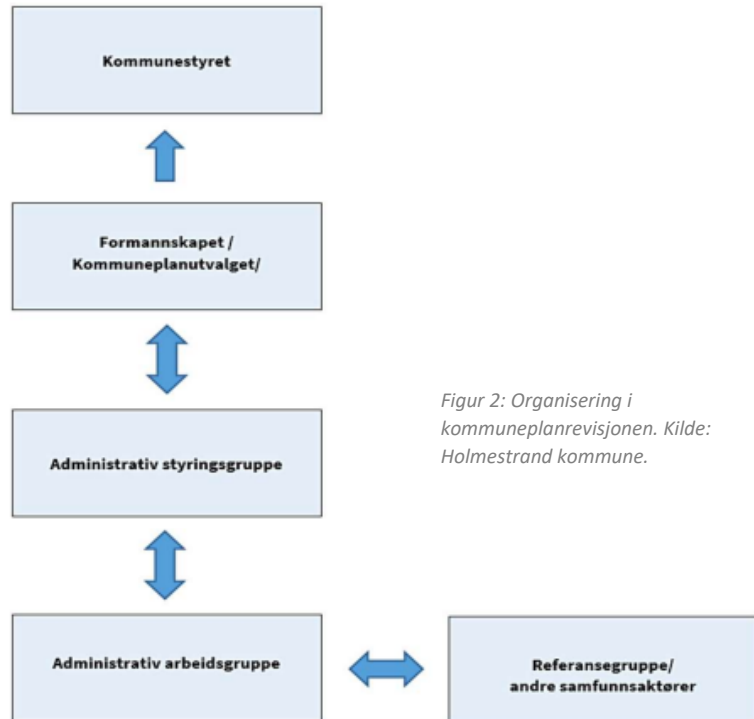 Kommunestyret
Formannskapet /
Kommuneplanutvalget/
Administrativ styringsgruppe
Figur 2: Organisering i
kommuneplanrevisjonen. Kilde:
Holmestrand kommune.
Administrativ arbeidsgruppe
Referansegruppe/
andre samfunnsaktører